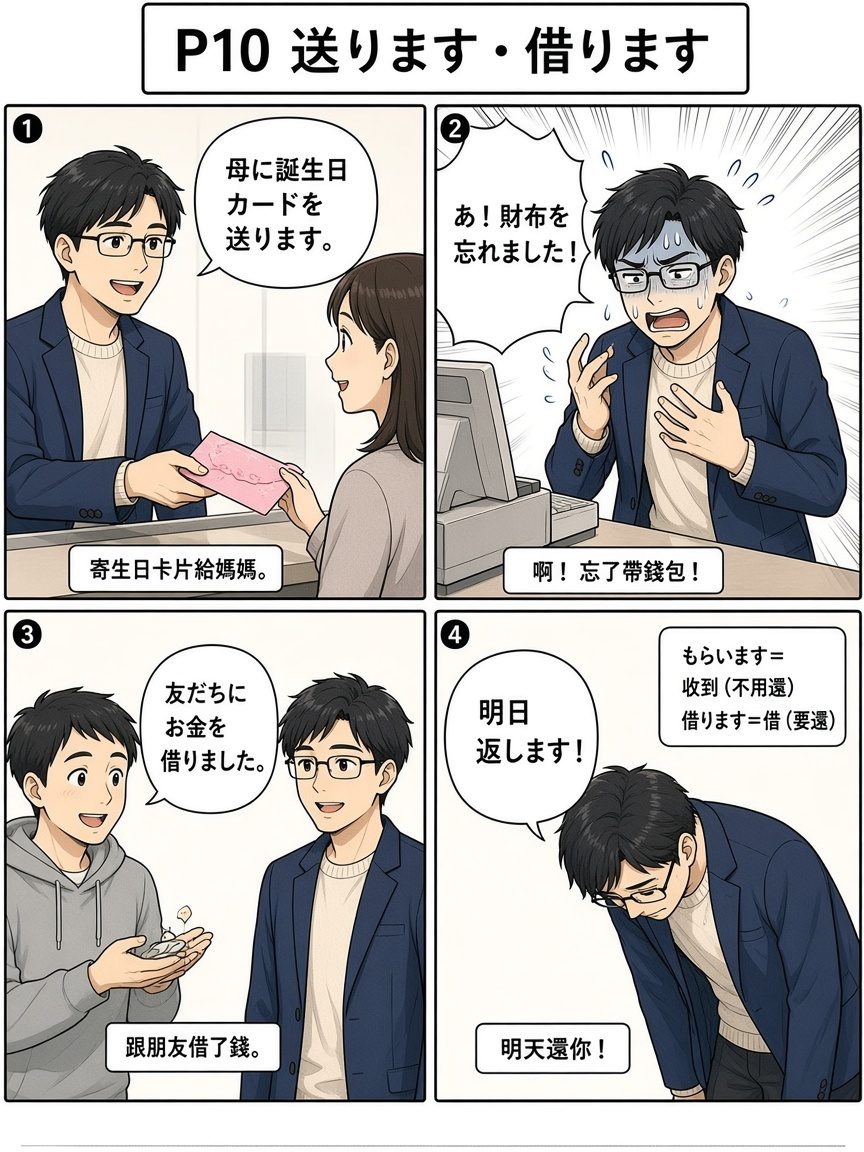 P10 送ります・借ります
1
母に誕生日
カードを
送ります。
寄生日卡片給媽媽。
2
あ！財布を
忘れました！
啊！忘了帶錢包！
3
友だちに
お金を
借りました。
跟朋友借了錢。
4
明日
返します！
もらいます＝
收到（不用還）
借ります＝借（要還）
明天還你！